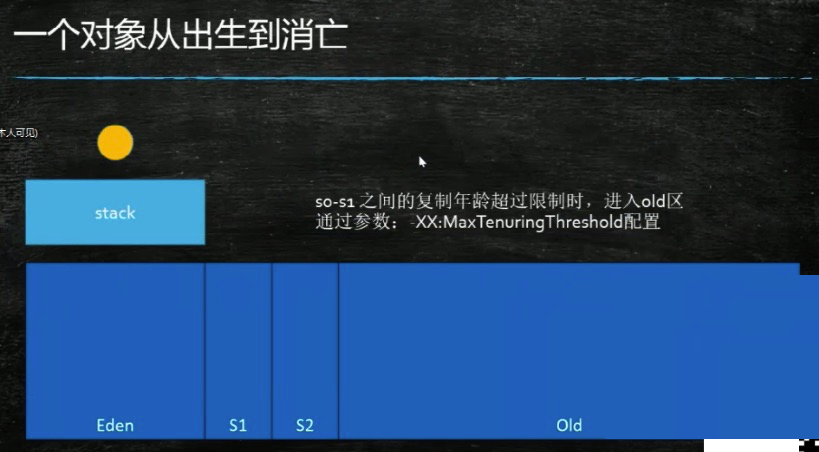 一个对象从出生到消亡
本人可见)
stack
s0-s1 之间的复制年龄超过限制时，进入old区
通过参数： -XX:MaxTenuringThreshold配置
Eden
S1
S2
Old